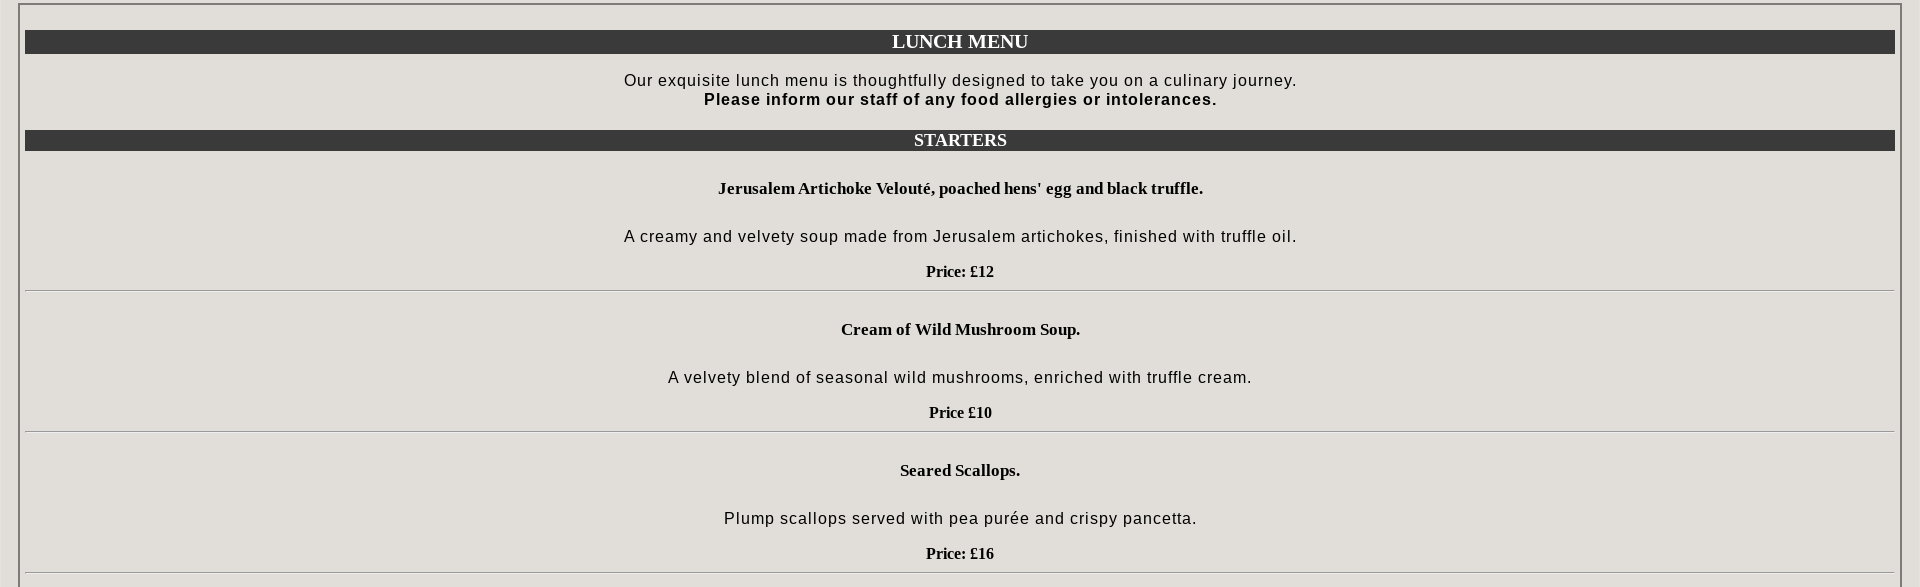 LUNCH MENU
Our exquisite lunch menu is thoughtfully designed to take you on a culinary journey.
Please inform our staff of any food allergies or intolerances.
STARTERS
Jerusalem Artichoke Velouté, poached hens' egg and black truffle.
A creamy and velvety soup made from Jerusalem artichokes, finished with truffle oil.
Price: £12
Cream of Wild Mushroom Soup.
A velvety blend of seasonal wild mushrooms, enriched with truffle cream.
Price £10
Seared Scallops.
Plump scallops served with pea purée and crispy pancetta.
Price: £16